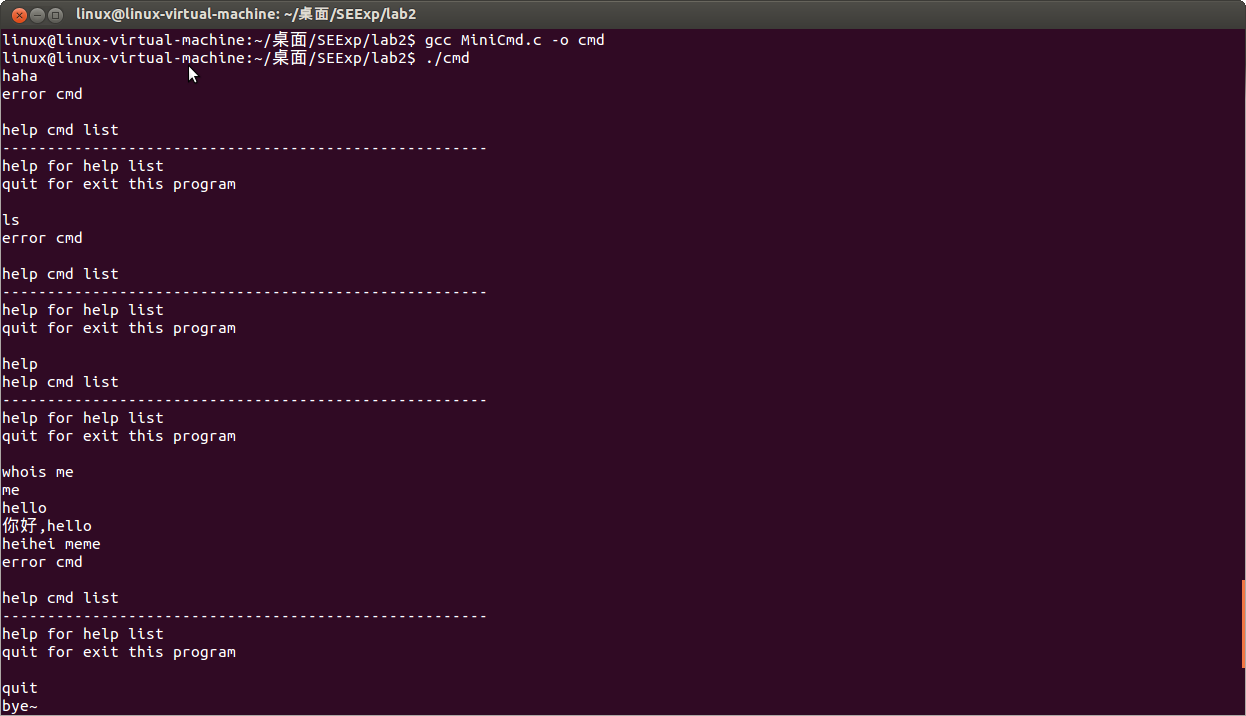 linux@linux-virtual-machine: ~/桌面/SEExp/lab2
linux@linux-virtual-machine:~/桌面/SEExp/lab2$ gcc MiniCmd.c -o cmd
linux@linux-virtual-machine:~/桌面/SEExp/lab2$ ./cmd
haha
error cmd
help cmd list
------------------------------------------------------
help for help list
quit for exit this program
ls
error cmd
help cmd list
------------------------------------------------------
help for help list
quit for exit this program
help
help cmd list
------------------------------------------------------
help for help list
quit for exit this program
whois me
me
hello
你好,hello
heihei meme
error cmd
help cmd list
------------------------------------------------------
help for help list
quit for exit this program
quit
bye~